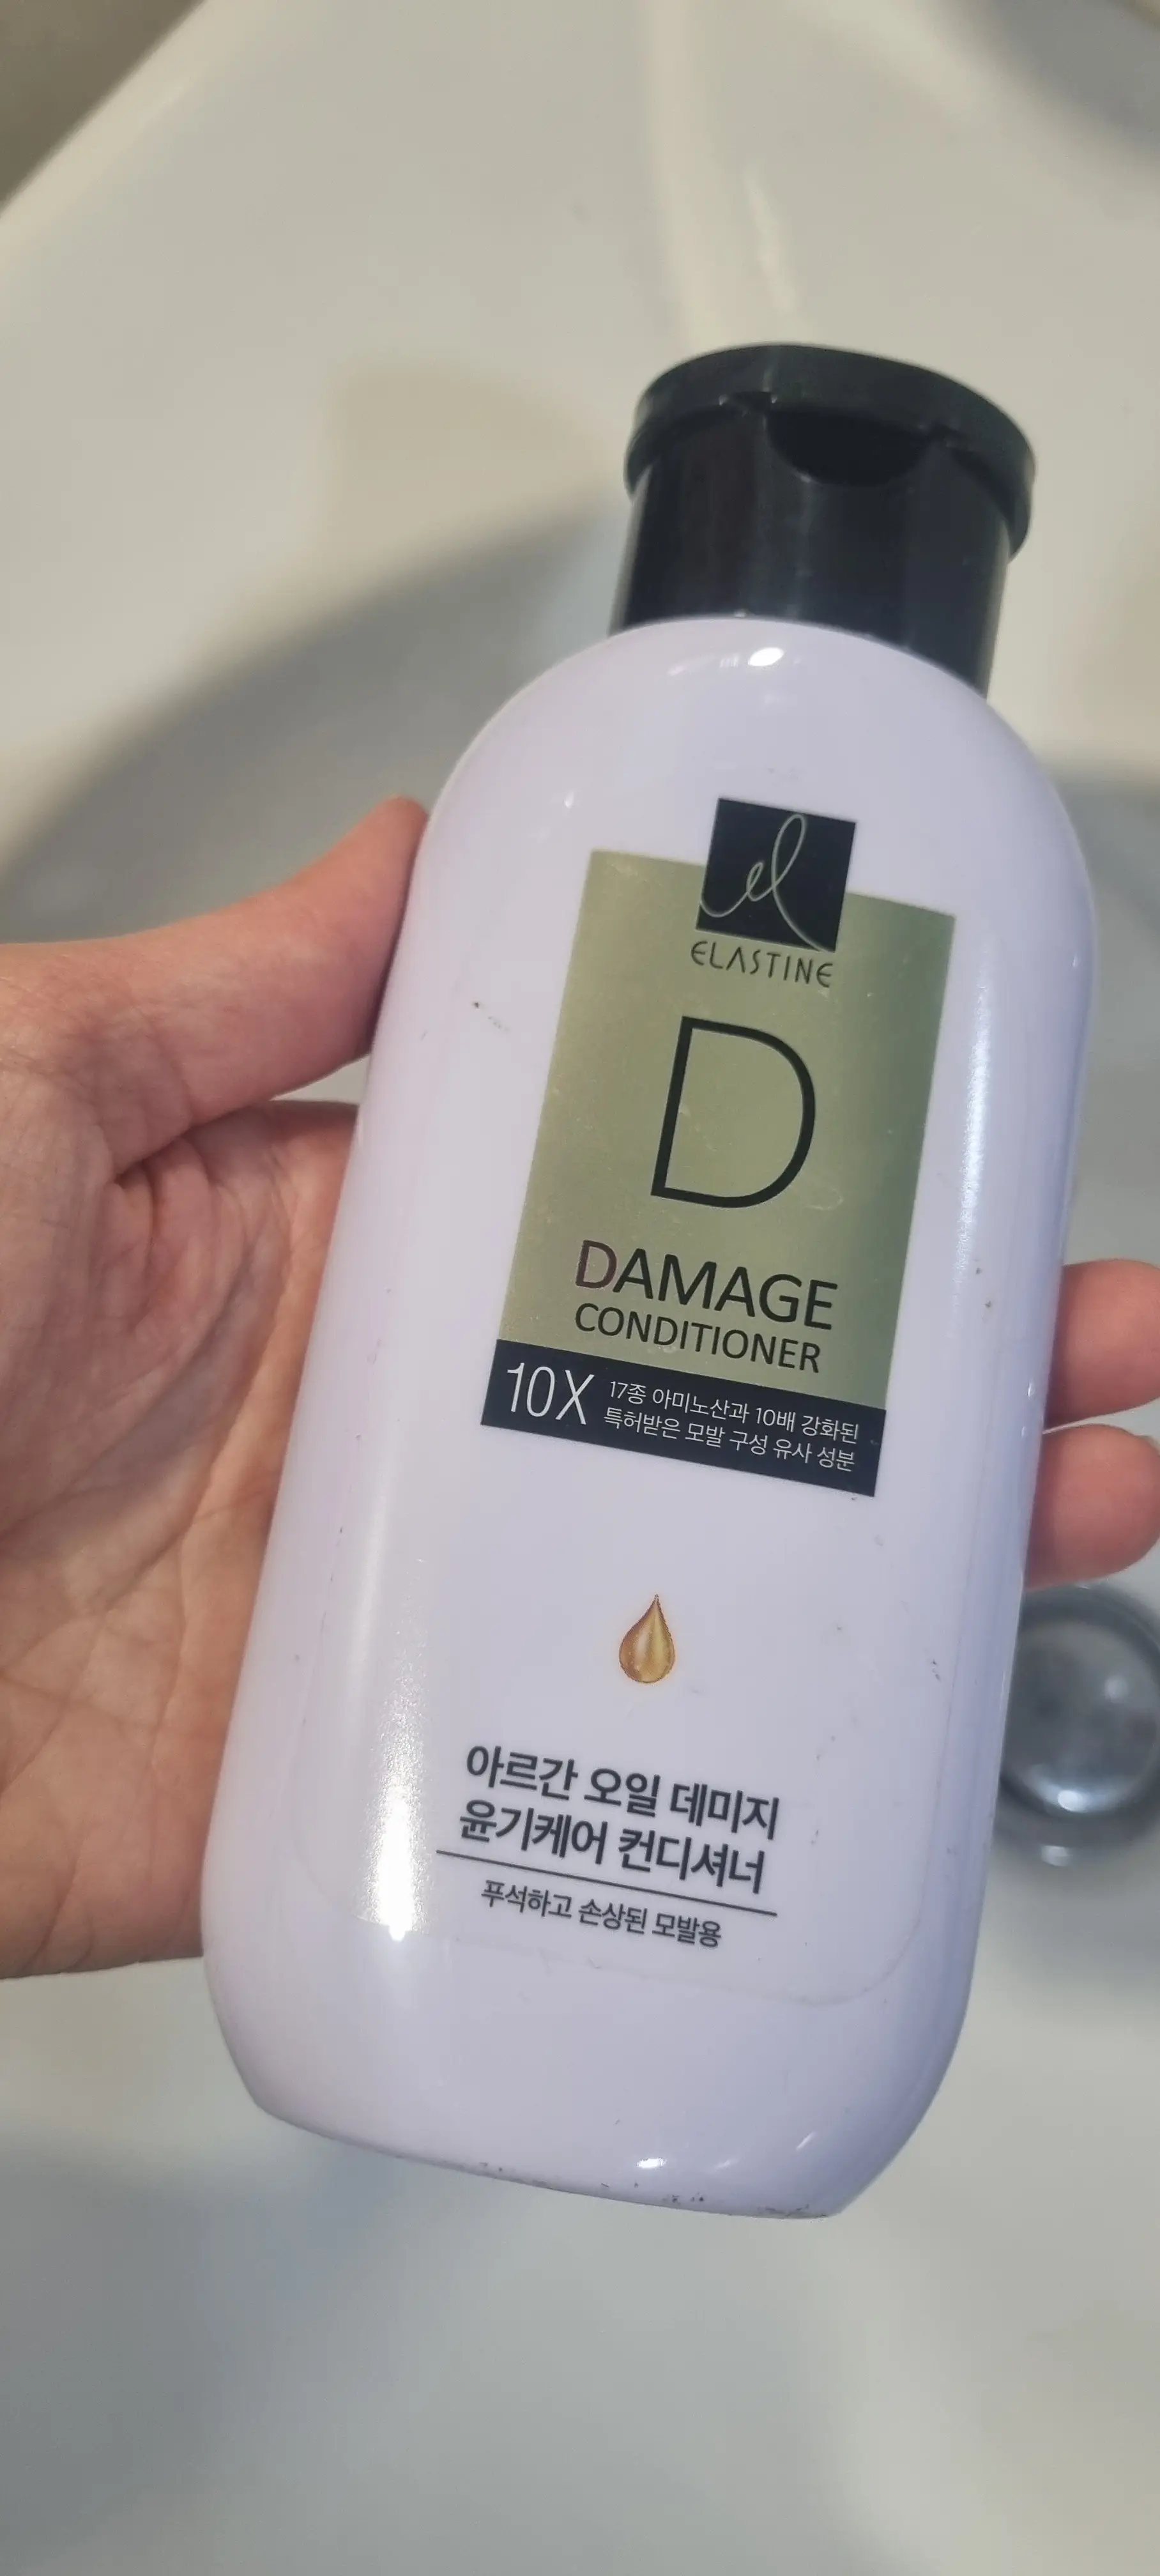 el
ELASTINE
D
DAMAGE
CONDITIONER
10X
17종 아미노산과 10배 강화된
특허받은 모발 구성 유사 성분
아르간 오일 데미지
윤기케어 컨디셔너
푸석하고 손상된 모발용